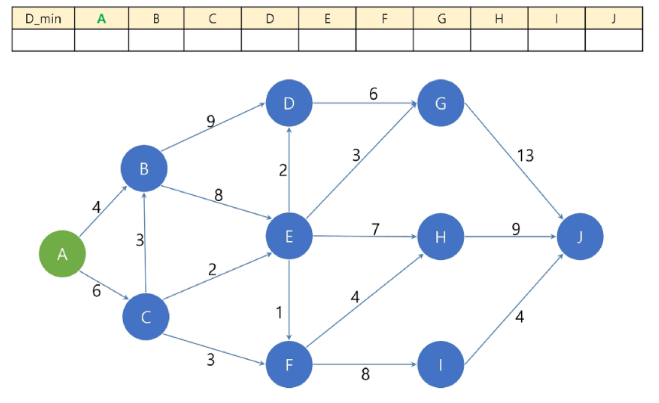 D_min A B C D E F G H I J
6
D G
9
3 13
B 2
8
4
E 7 H 9 J
A 3
2
6 4
C 1 4
3 F 8 I